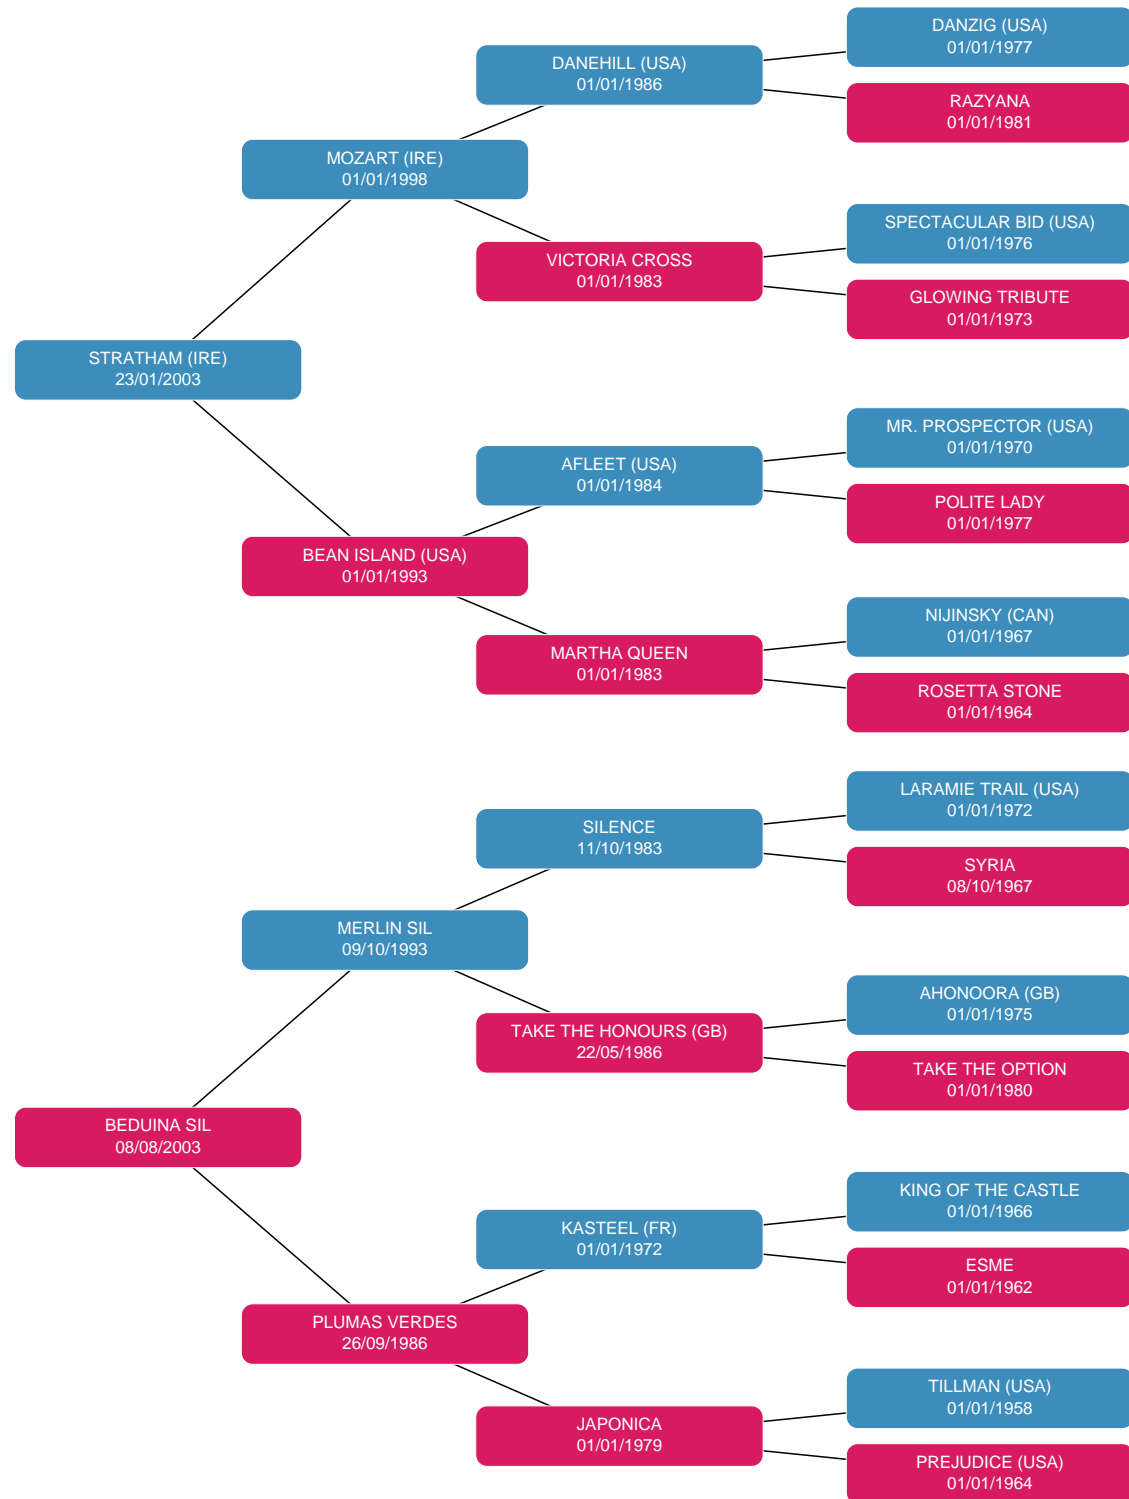 DANZIG (USA)
01/01/1977
DANEHILL (USA)
01/01/1986
RAZYANA
01/01/1981
MOZART (IRE)
01/01/1998
SPECTACULAR BID (USA)
01/01/1976
VICTORIA CROSS
01/01/1983
GLOWING TRIBUTE
01/01/1973
STRATHAM (IRE)
23/01/2003
MR. PROSPECTOR (USA)
01/01/1970
AFLEET (USA)
01/01/1984
POLITE LADY
01/01/1977
BEAN ISLAND (USA)
01/01/1993
NIJINSKY (CAN)
01/01/1967
MARTHA QUEEN
01/01/1983
ROSETTA STONE
01/01/1964
LARAMIE TRAIL (USA)
01/01/1972
SILENCE
11/10/1983
SYRIA
08/10/1967
MERLIN SIL
09/10/1993
AHONOORA (GB)
01/01/1975
TAKE THE HONOURS (GB)
22/05/1986
TAKE THE OPTION
01/01/1980
BEDUINA SIL
08/08/2003
KING OF THE CASTLE
01/01/1966
KASTEEL (FR)
01/01/1972
ESME
01/01/1962
PLUMAS VERDES
26/09/1986
TILLMAN (USA)
01/01/1958
JAPONICA
01/01/1979
PREJUDICE (USA)
01/01/1964